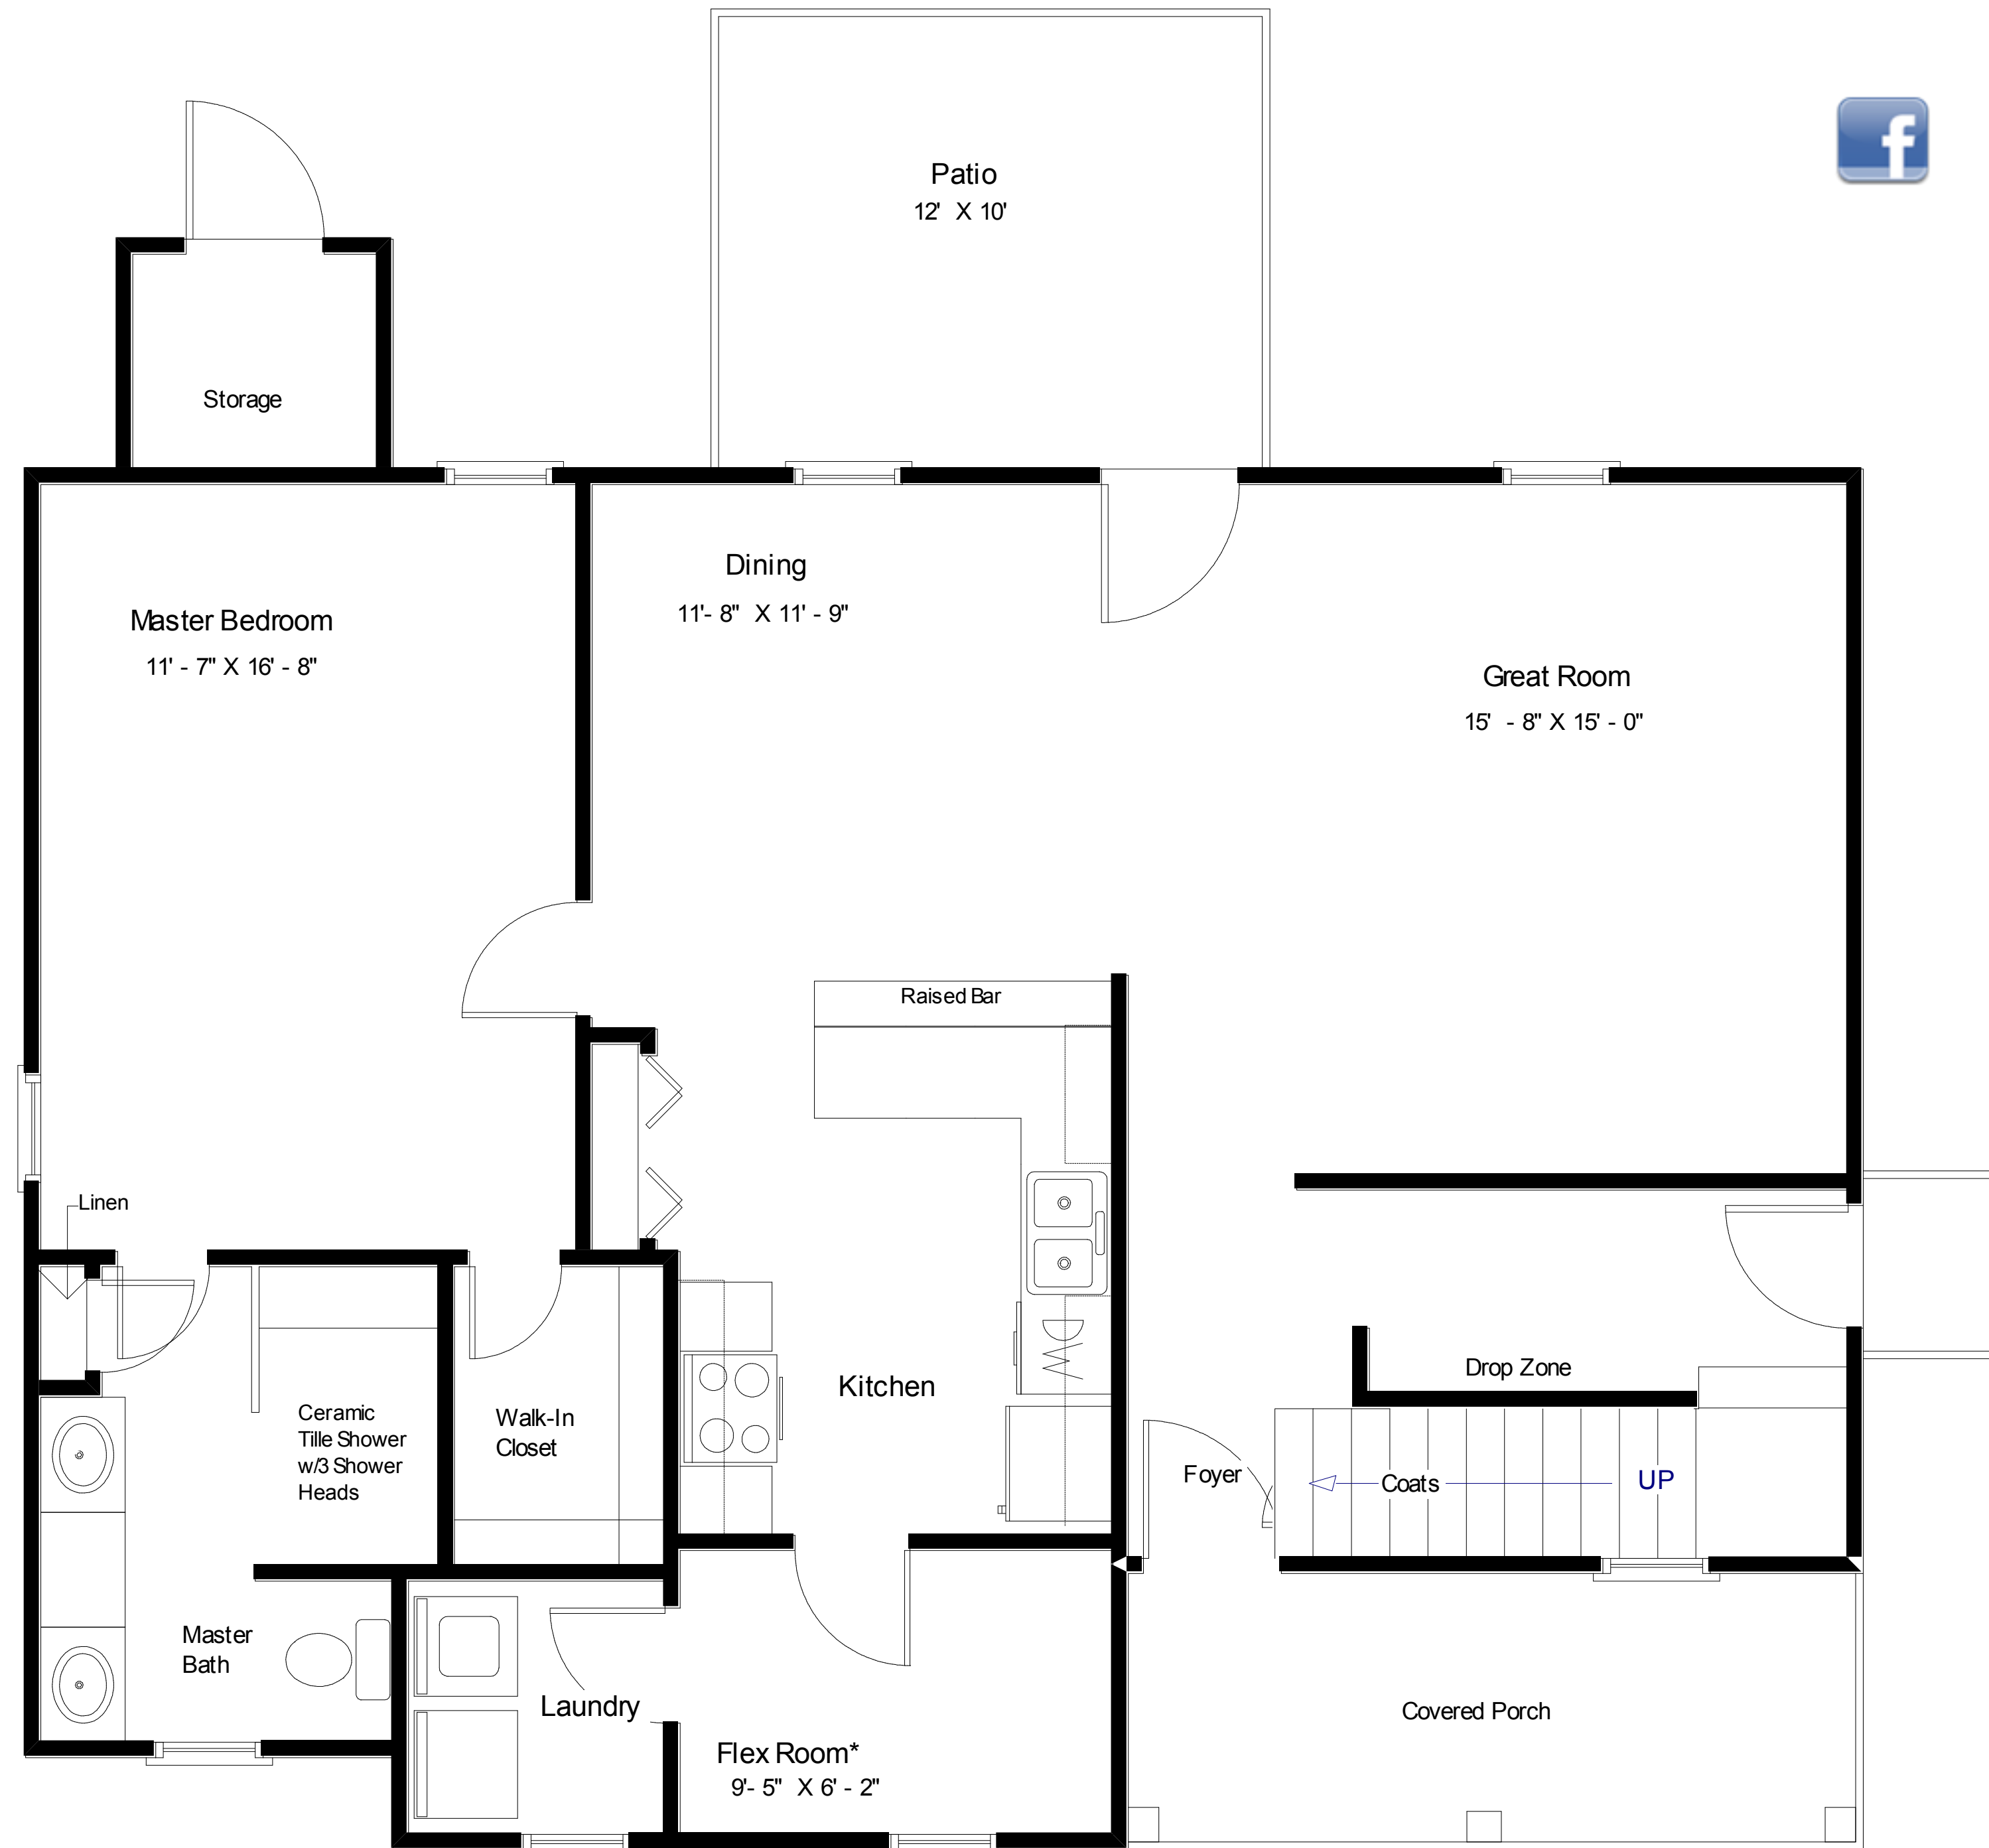 Patio
12' X 10'
Storage
Dining
11'- 8" X 11' - 9"
Master Bedroom
11' - 7" X 16' - 8"
Great Room
15' - 8" X 15' - 0"
Raised Bar
Linen
Drop Zone
Kitchen
Ceramic
Tille Shower
w/3 Shower
Heads
Walk-In
Closet
Foyer
Coats
UP
Master
Bath
Laundry
Covered Porch
Flex Room*
9'- 5" X 6' - 2"
f